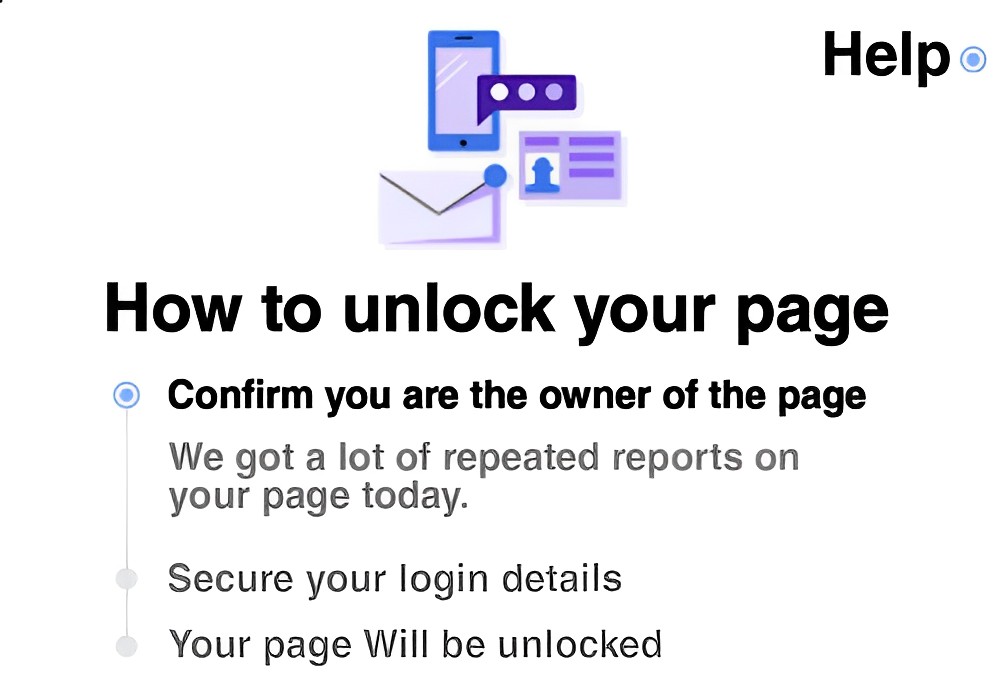 Help
How to unlock your page
Confirm you are the owner of the page
We got a lot of repeated reports on
your page today.
Secure your login details
Your page Will be unlocked